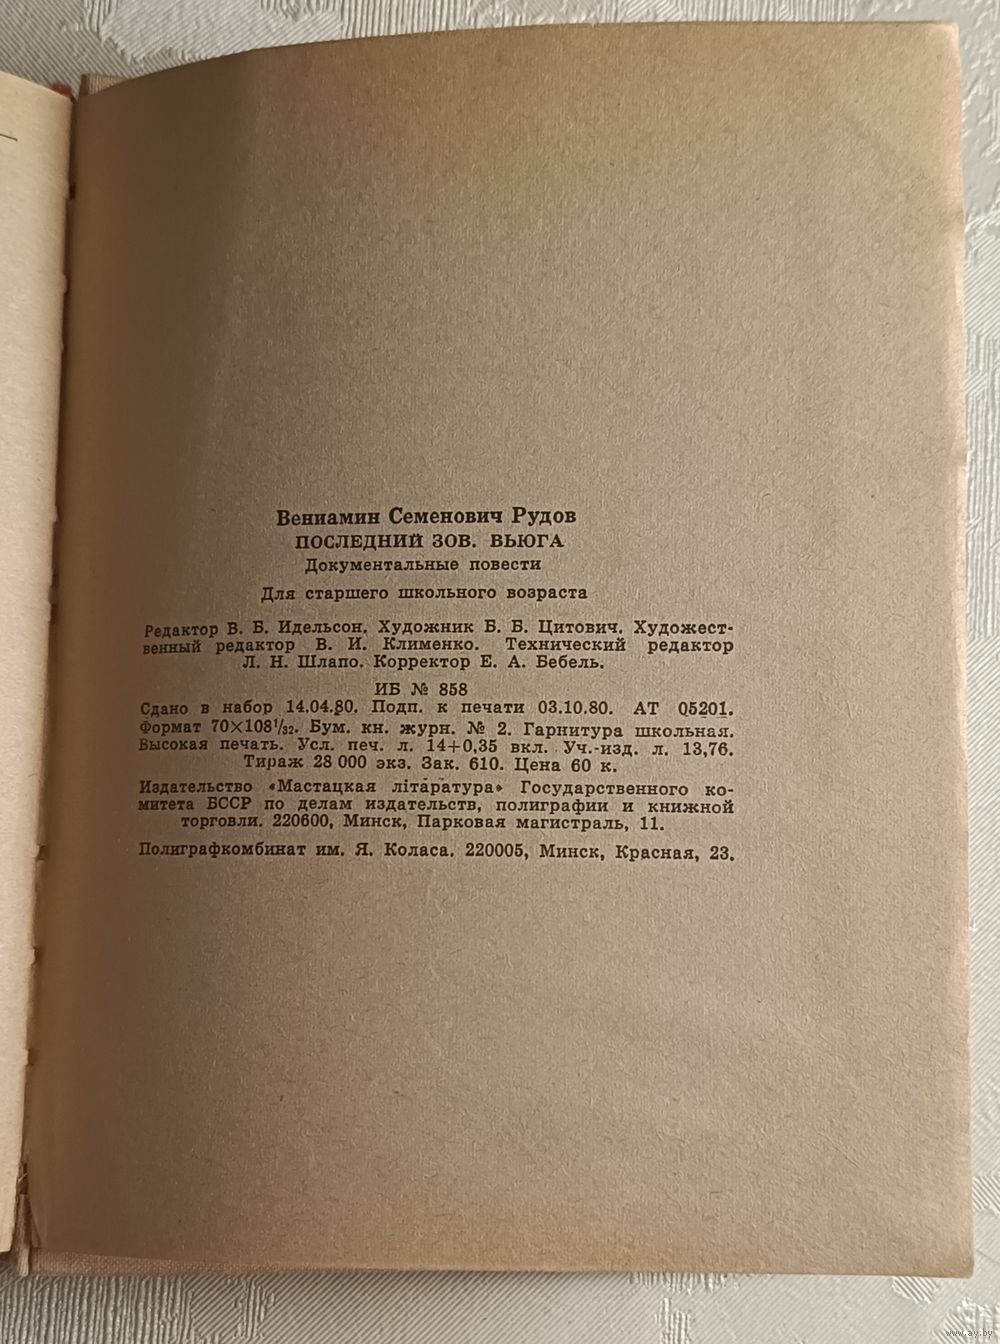 Вениамин Семенович Рудов
ПОСЛЕДНИЙ ЗОВ. ВЬЮГА
Документальные повести
Для старшего школьного возраста
Редактор В. Б. Идельсон. Художник Б. Б. Цитович. Художест-
венный редактор В. И. Клименко. Технический редактор
Л. Н. Шлапо. Корректор Е. А. Бебель.
ИБ № 858
Сдано в набор 14.04.80. Подп. к печати 03.10.80. АТ 05201.
Формат 70×108¹/₃₂. Бум. кн. журн. № 2. Гарнитура школьная.
Высокая печать. Усл. печ. л. 14+0,35 вкл. Уч.-изд. л. 13,76.
Тираж 28 000 экз. Зак. 610. Цена 60 к.
Издательство «Мастацкая літаратура» Государственного ко-
митета БССР по делам издательств, полиграфии и книжной
торговли. 220600, Минск, Парковая магистраль, 11.
Полиграфкомбинат им. Я. Коласа. 220005, Минск, Красная, 23.
www.ay.by